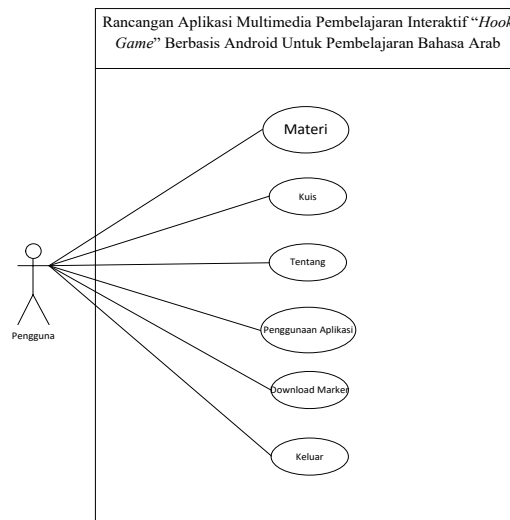 Rancangan Aplikasi Multimedia Pembelajaran Interaktif “Hook
Game” Berbasis Android Untuk Pembelajaran Bahasa Arab
Materi
Kuis
Tentang
Pengguna
Penggunaan Aplikasi
Download Marker
Keluar